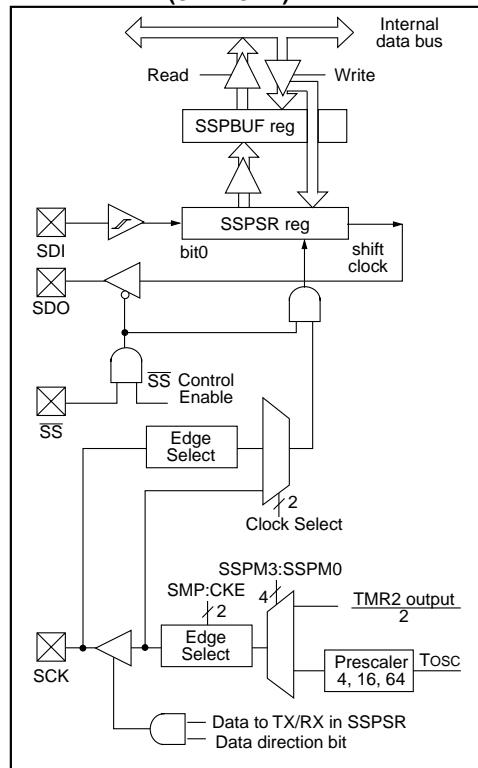 Internal
data bus
Read
Write
SSPBUF reg
SSPSR reg
SDI
bit0
shift
clock
SDO
SS Control
Enable
SS
Edge
Select
2
Clock Select
SSPM3:SSPM0
SMP:CKE
4
TMR2 output
2
2
Edge
Select
Prescaler
4, 16, 64
TOSC
SCK
Data to TX/RX in SSPSR
Data direction bit